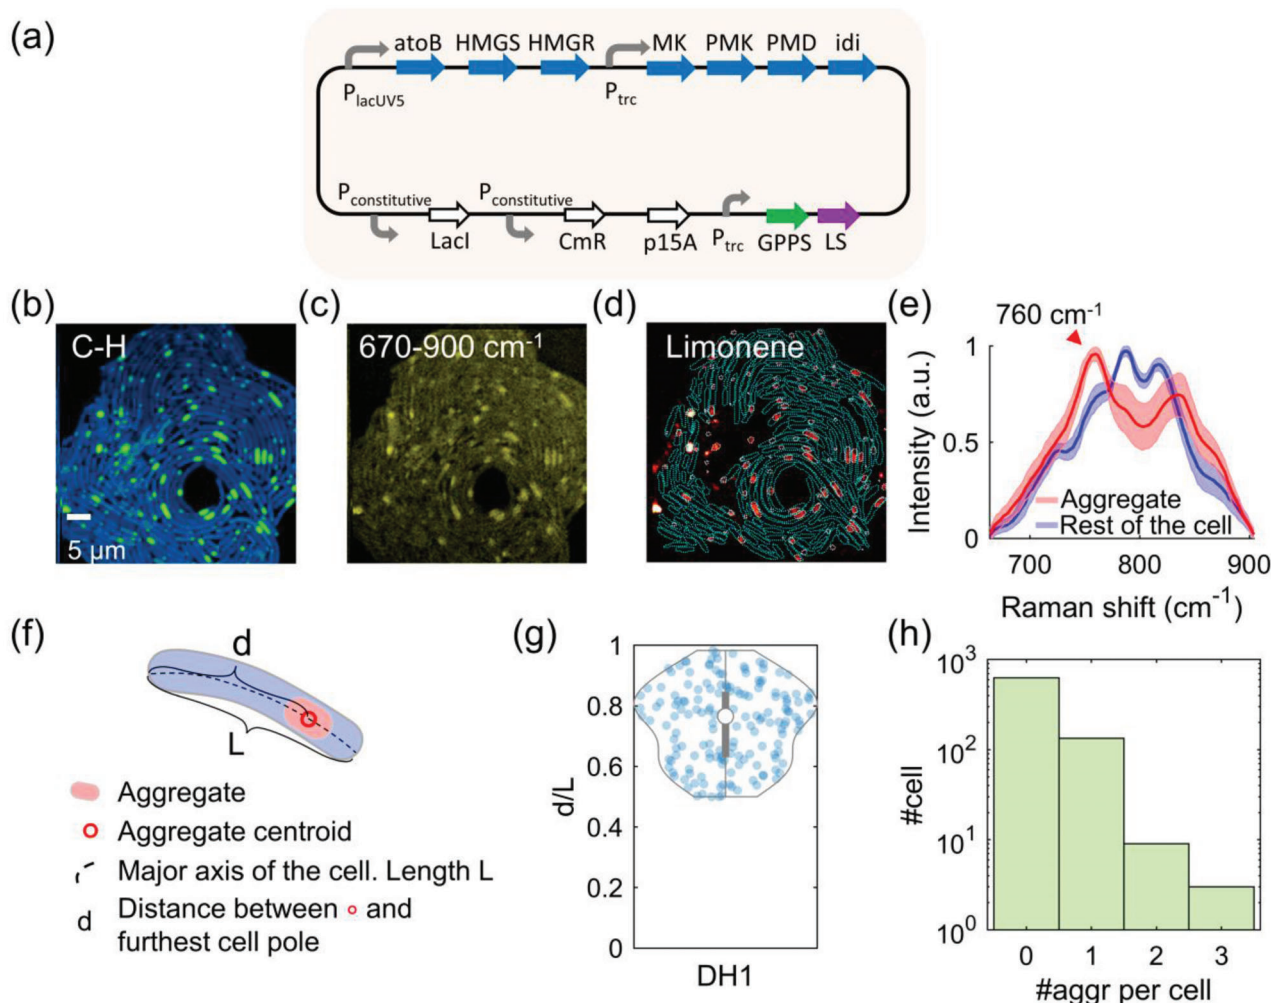 (a)
atoB HMGS HMGR MK PMK PMD idi
PlacUV5 Ptrc
Pconstitutive Pconstitutive
LacI CmR p15A Ptrc GPPS LS
(b) (c) (d) (e)
C-H
5 µm
670-900 cm-1
Limonene
760 cm-1
Intensity (a.u.)
1
0.5
0
Aggregate
Rest of the cell
700 800 900
Raman shift (cm-1)
(f)
d
L
Aggregate
Aggregate centroid
Major axis of the cell. Length L
d Distance between o and
furthest cell pole
(g)
d/L
1
0.8
0.6
0.4
0.2
0
DH1
(h)
#cell
103
102
101
100
0 1 2 3
#aggr per cell